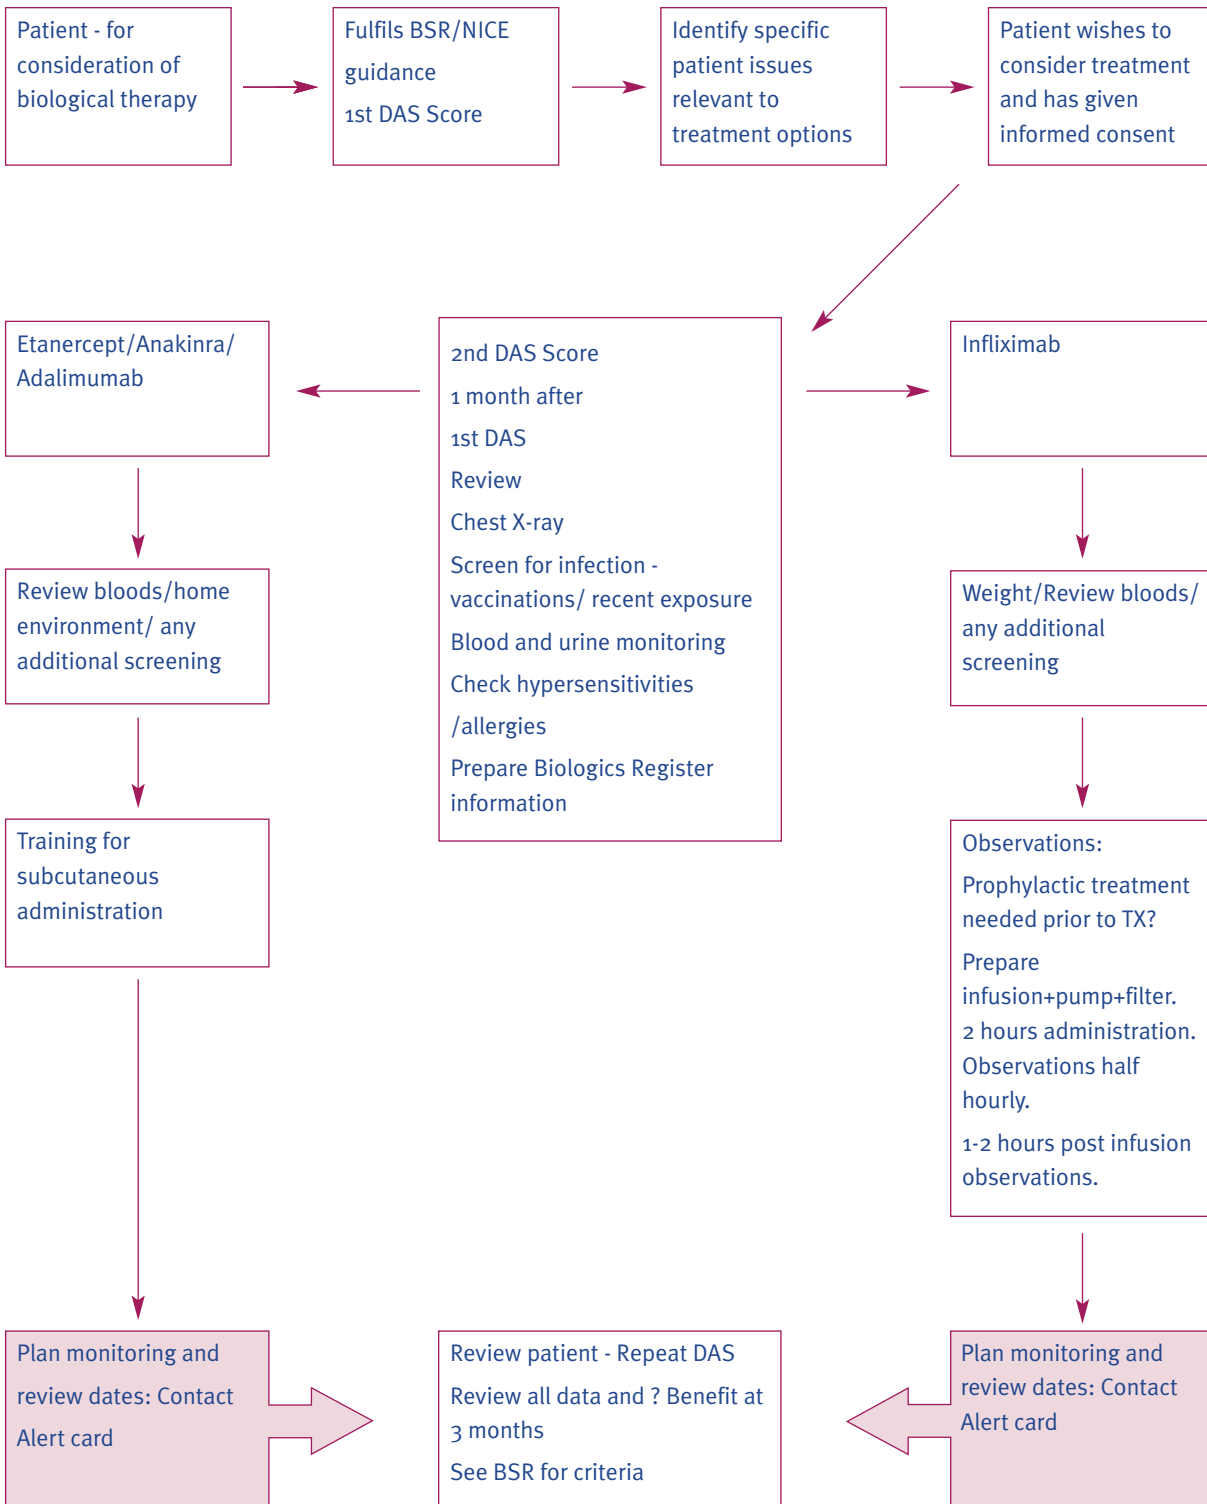 Patient - for
consideration of
biological therapy
Fulfils BSR/NICE
guidance
1st DAS Score
Identify specific
patient issues
relevant to
treatment options
Patient wishes to
consider treatment
and has given
informed consent
Etanercept/Anakinra/
Adalimumab
2nd DAS Score
1 month after
1st DAS
Review
Chest X-ray
Screen for infection -
vaccinations/ recent exposure
Blood and urine monitoring
Check hypersensitivities
/allergies
Prepare Biologics Register
information
Infliximab
Review bloods/home
environment/ any
additional screening
Weight/Review bloods/
any additional
screening
Training for
subcutaneous
administration
Observations:
Prophylactic treatment
needed prior to TX?
Prepare
infusion+pump+filter.
2 hours administration.
Observations half
hourly.
1-2 hours post infusion
observations.
Plan monitoring and
review dates: Contact
Alert card
Review patient - Repeat DAS
Review all data and ? Benefit at
3 months
See BSR for criteria
Plan monitoring and
review dates: Contact
Alert card